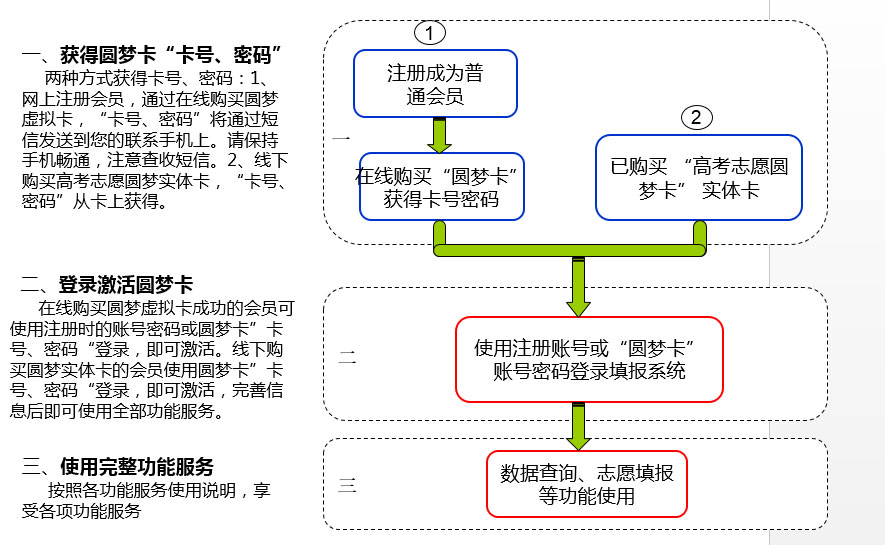 一、获得圆梦卡“卡号、密码”
两种方式获得卡号、密码：1、
网上注册会员，通过在线购买圆梦
虚拟卡，“卡号、密码”将通过短
信发送到您的联系手机上。请保持
手机畅通，注意查收短信。2、线下
购买高考志愿圆梦实体卡，“卡号、
密码”从卡上获得。
二、登录激活圆梦卡
在线购买圆梦虚拟卡成功的会员可
使用注册时的账号密码或圆梦卡”卡
号、密码“登录，即可激活。线下购
买圆梦实体卡的会员使用圆梦卡”卡
号、密码“登录，即可激活，完善信
息后即可使用全部功能服务。
三、使用完整功能服务
按照各功能服务使用说明，享
受各项功能服务
1
注册成为普
通会员
一
在线购买“圆梦卡”
获得卡号密码
2
已购买 “高考志愿圆
梦卡” 实体卡
二
使用注册账号或“圆梦卡”
账号密码登录填报系统
三
数据查询、志愿填报
等功能使用